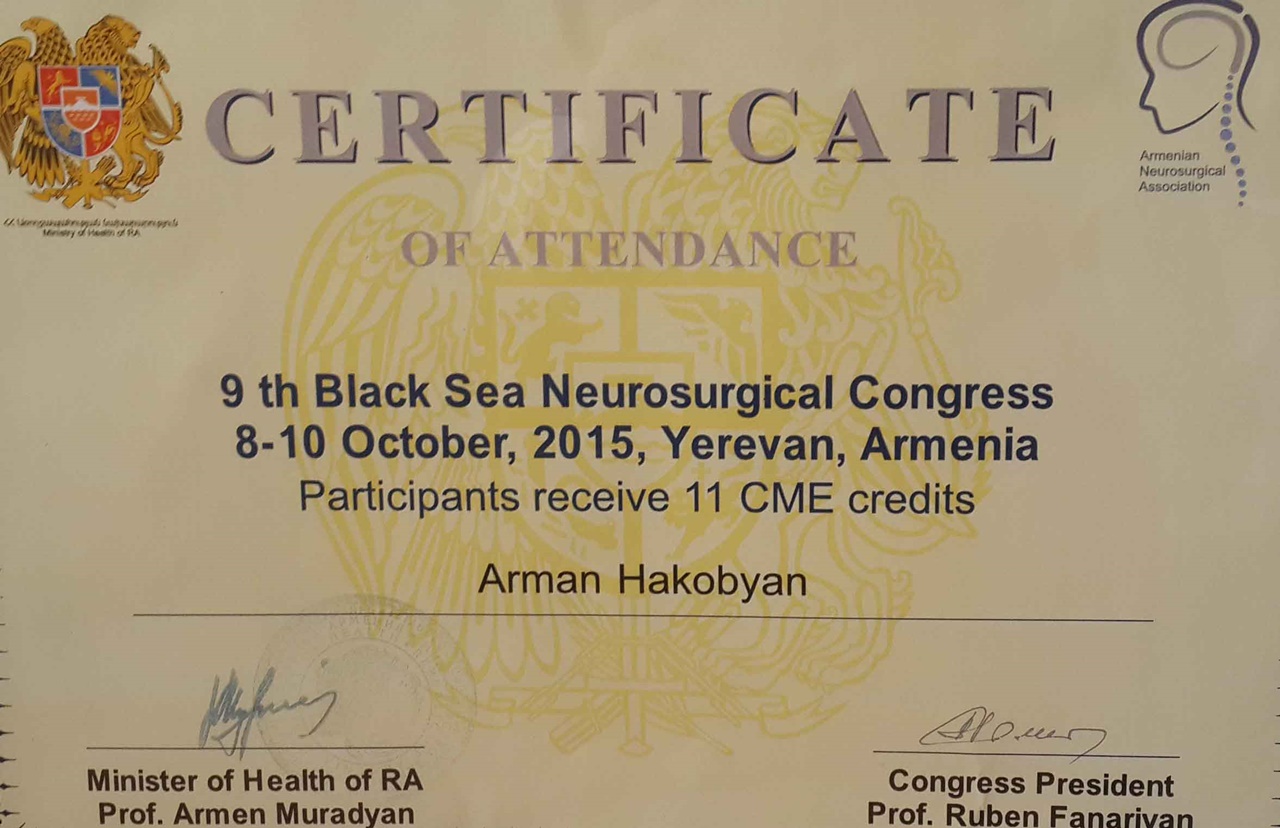 CERTIFICATE
Armenian
Neurosurgical
Association
Ministry of Health of RA
OF ATTENDANCE
9 th Black Sea Neurosurgical Congress
8-10 October, 2015, Yerevan, Armenia
Participants receive 11 CME credits
Arman Hakobyan
Minister of Health of RA
Prof. Armen Muradyan
Congress President
Prof. Ruben Fanariyan